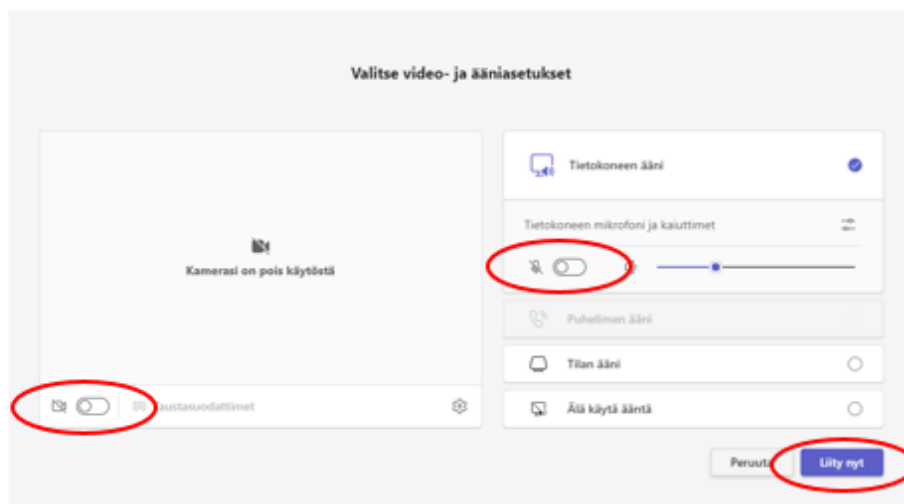 Valitse video- ja ääniasetukset
Tietokoneen ääni
Tietokoneen mikrofoni ja kaiuttimet
Kamerasi on pois käytöstä
Puhelimen ääni
Tilan ääni
Taustasuodattimet
Älä käytä ääntä
Peruuta
Liity nyt